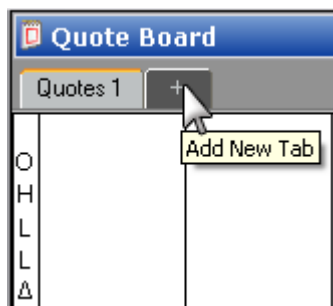 Quote Board
Quotes 1 +
Add New Tab
O
H
L
L
Δ